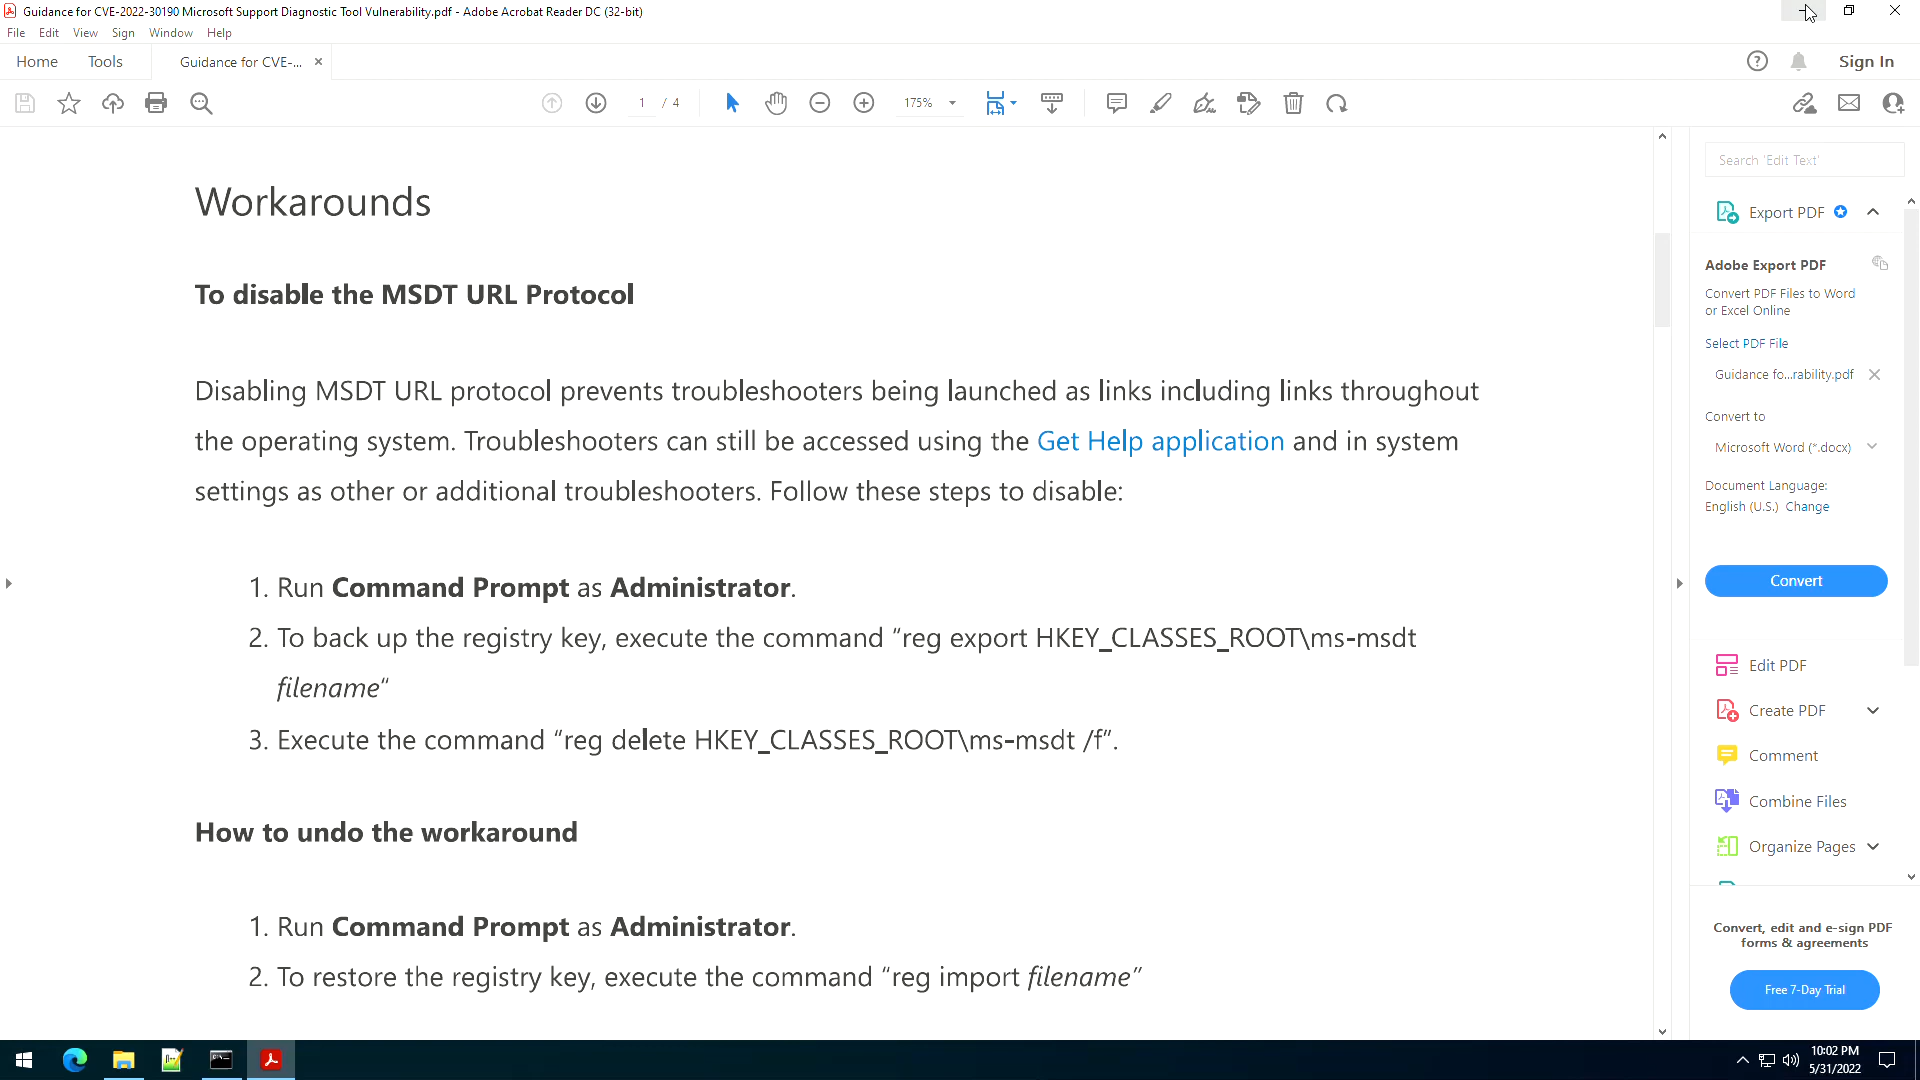 Guidance for CVE-2022-30190 Microsoft Support Diagnostic Tool Vulnerability.pdf - Adobe Acrobat Reader DC (32-bit)
File Edit View Sign Window Help
Home Tools Guidance for CVE-... × Sign In
1 / 4 175%
Workarounds
To disable the MSDT URL Protocol
Disabling MSDT URL protocol prevents troubleshooters being launched as links including links throughout
the operating system. Troubleshooters can still be accessed using the Get Help application and in system
settings as other or additional troubleshooters. Follow these steps to disable:
1. Run Command Prompt as Administrator.
2. To back up the registry key, execute the command “reg export HKEY_CLASSES_ROOT\ms-msdt
filename“
3. Execute the command “reg delete HKEY_CLASSES_ROOT\ms-msdt /f”.
How to undo the workaround
1. Run Command Prompt as Administrator.
2. To restore the registry key, execute the command “reg import filename”
Search 'Edit Text'
Export PDF
Adobe Export PDF
Convert PDF Files to Word
or Excel Online
Select PDF File
Guidance fo...rability.pdf
Convert to
Microsoft Word (*.docx)
Document Language:
English (U.S.) Change
Convert
Edit PDF
Create PDF
Comment
Combine Files
Organize Pages
Convert, edit and e-sign PDF
forms & agreements
Free 7-Day Trial
10:02 PM
5/31/2022